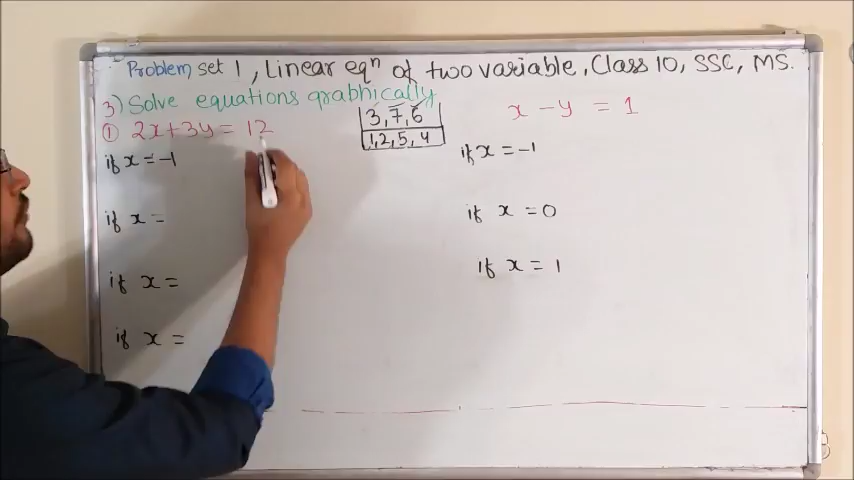 Problem set 1, Linear eqⁿ of two variable, Class 10, SSC, MS.
3) Solve equations grabhically
① 2x+3y = 12
3, 7, 6
1, 2, 5, 4
x - y = 1
if x = -1
if x =
if x =
if x =
if x = -1
if x = 0
if x = 1